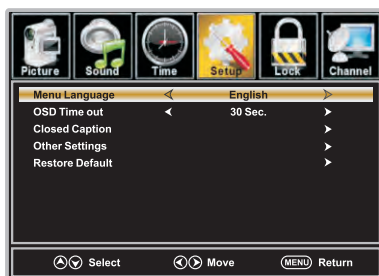 Picture Sound Time Setup Lock Channel
Menu Language English
OSD Time out 30 Sec.
Closed Caption
Other Settings
Restore Default
Select Move MENU Return